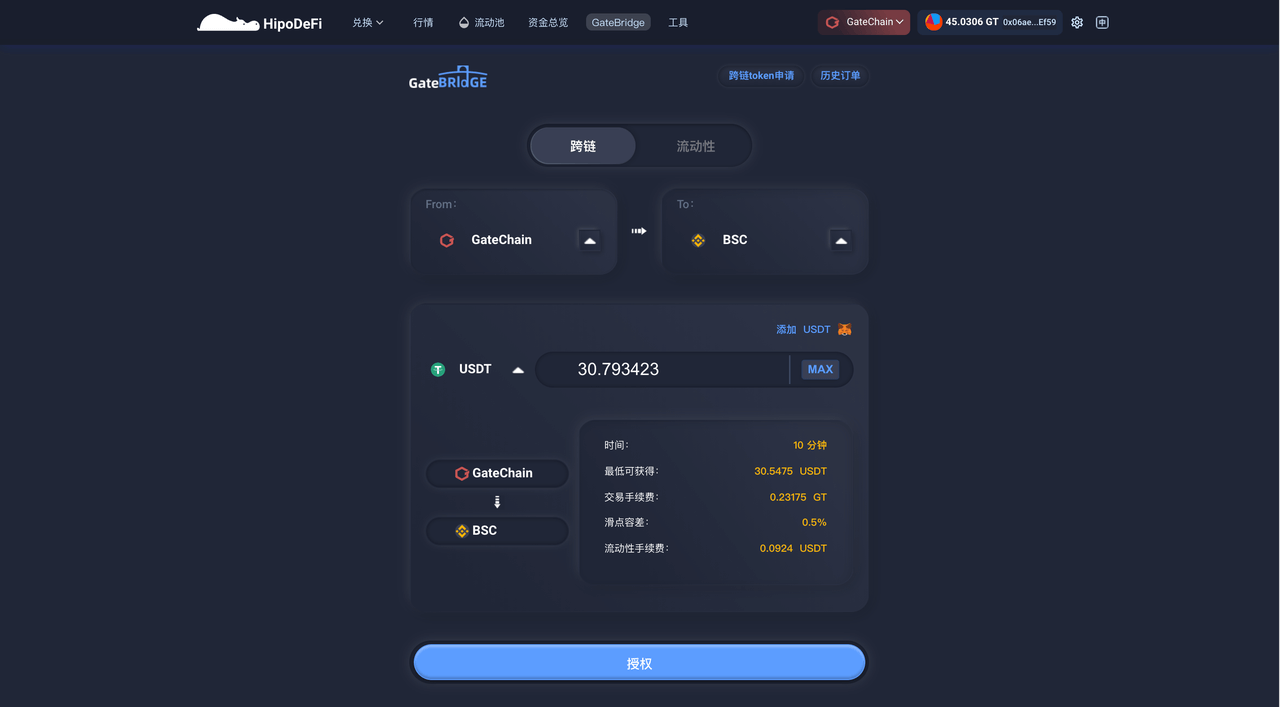 HipoDeFi 兑换 行情 流动池 资金总览 GateBridge 工具 GateChain 45.0306 GT 0x06ae...Ef59 中
GateBRIdGE 跨链token申请 历史订单
跨链 流动性
From: To:
GateChain BSC
添加 USDT
USDT 30.793423 MAX
时间: 10 分钟
最低可获得: 30.5475 USDT
GateChain
交易手续费: 0.23175 GT
滑点容差: 0.5%
BSC
流动性手续费: 0.0924 USDT
授权